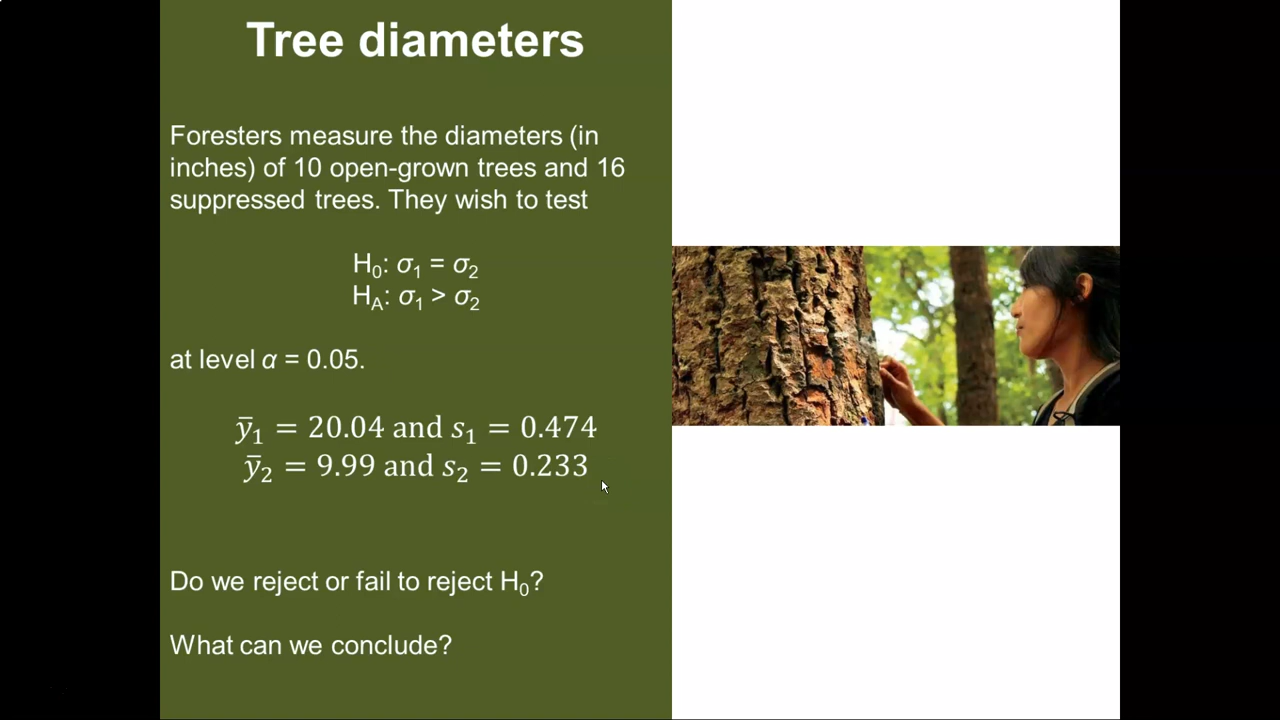 Tree diameters
Foresters measure the diameters (in
inches) of 10 open-grown trees and 16
suppressed trees. They wish to test
H₀: σ₁ = σ₂
H_A: σ₁ > σ₂
at level α = 0.05.
ȳ₁ = 20.04 and s₁ = 0.474
ȳ₂ = 9.99 and s₂ = 0.233
Do we reject or fail to reject H₀?
What can we conclude?